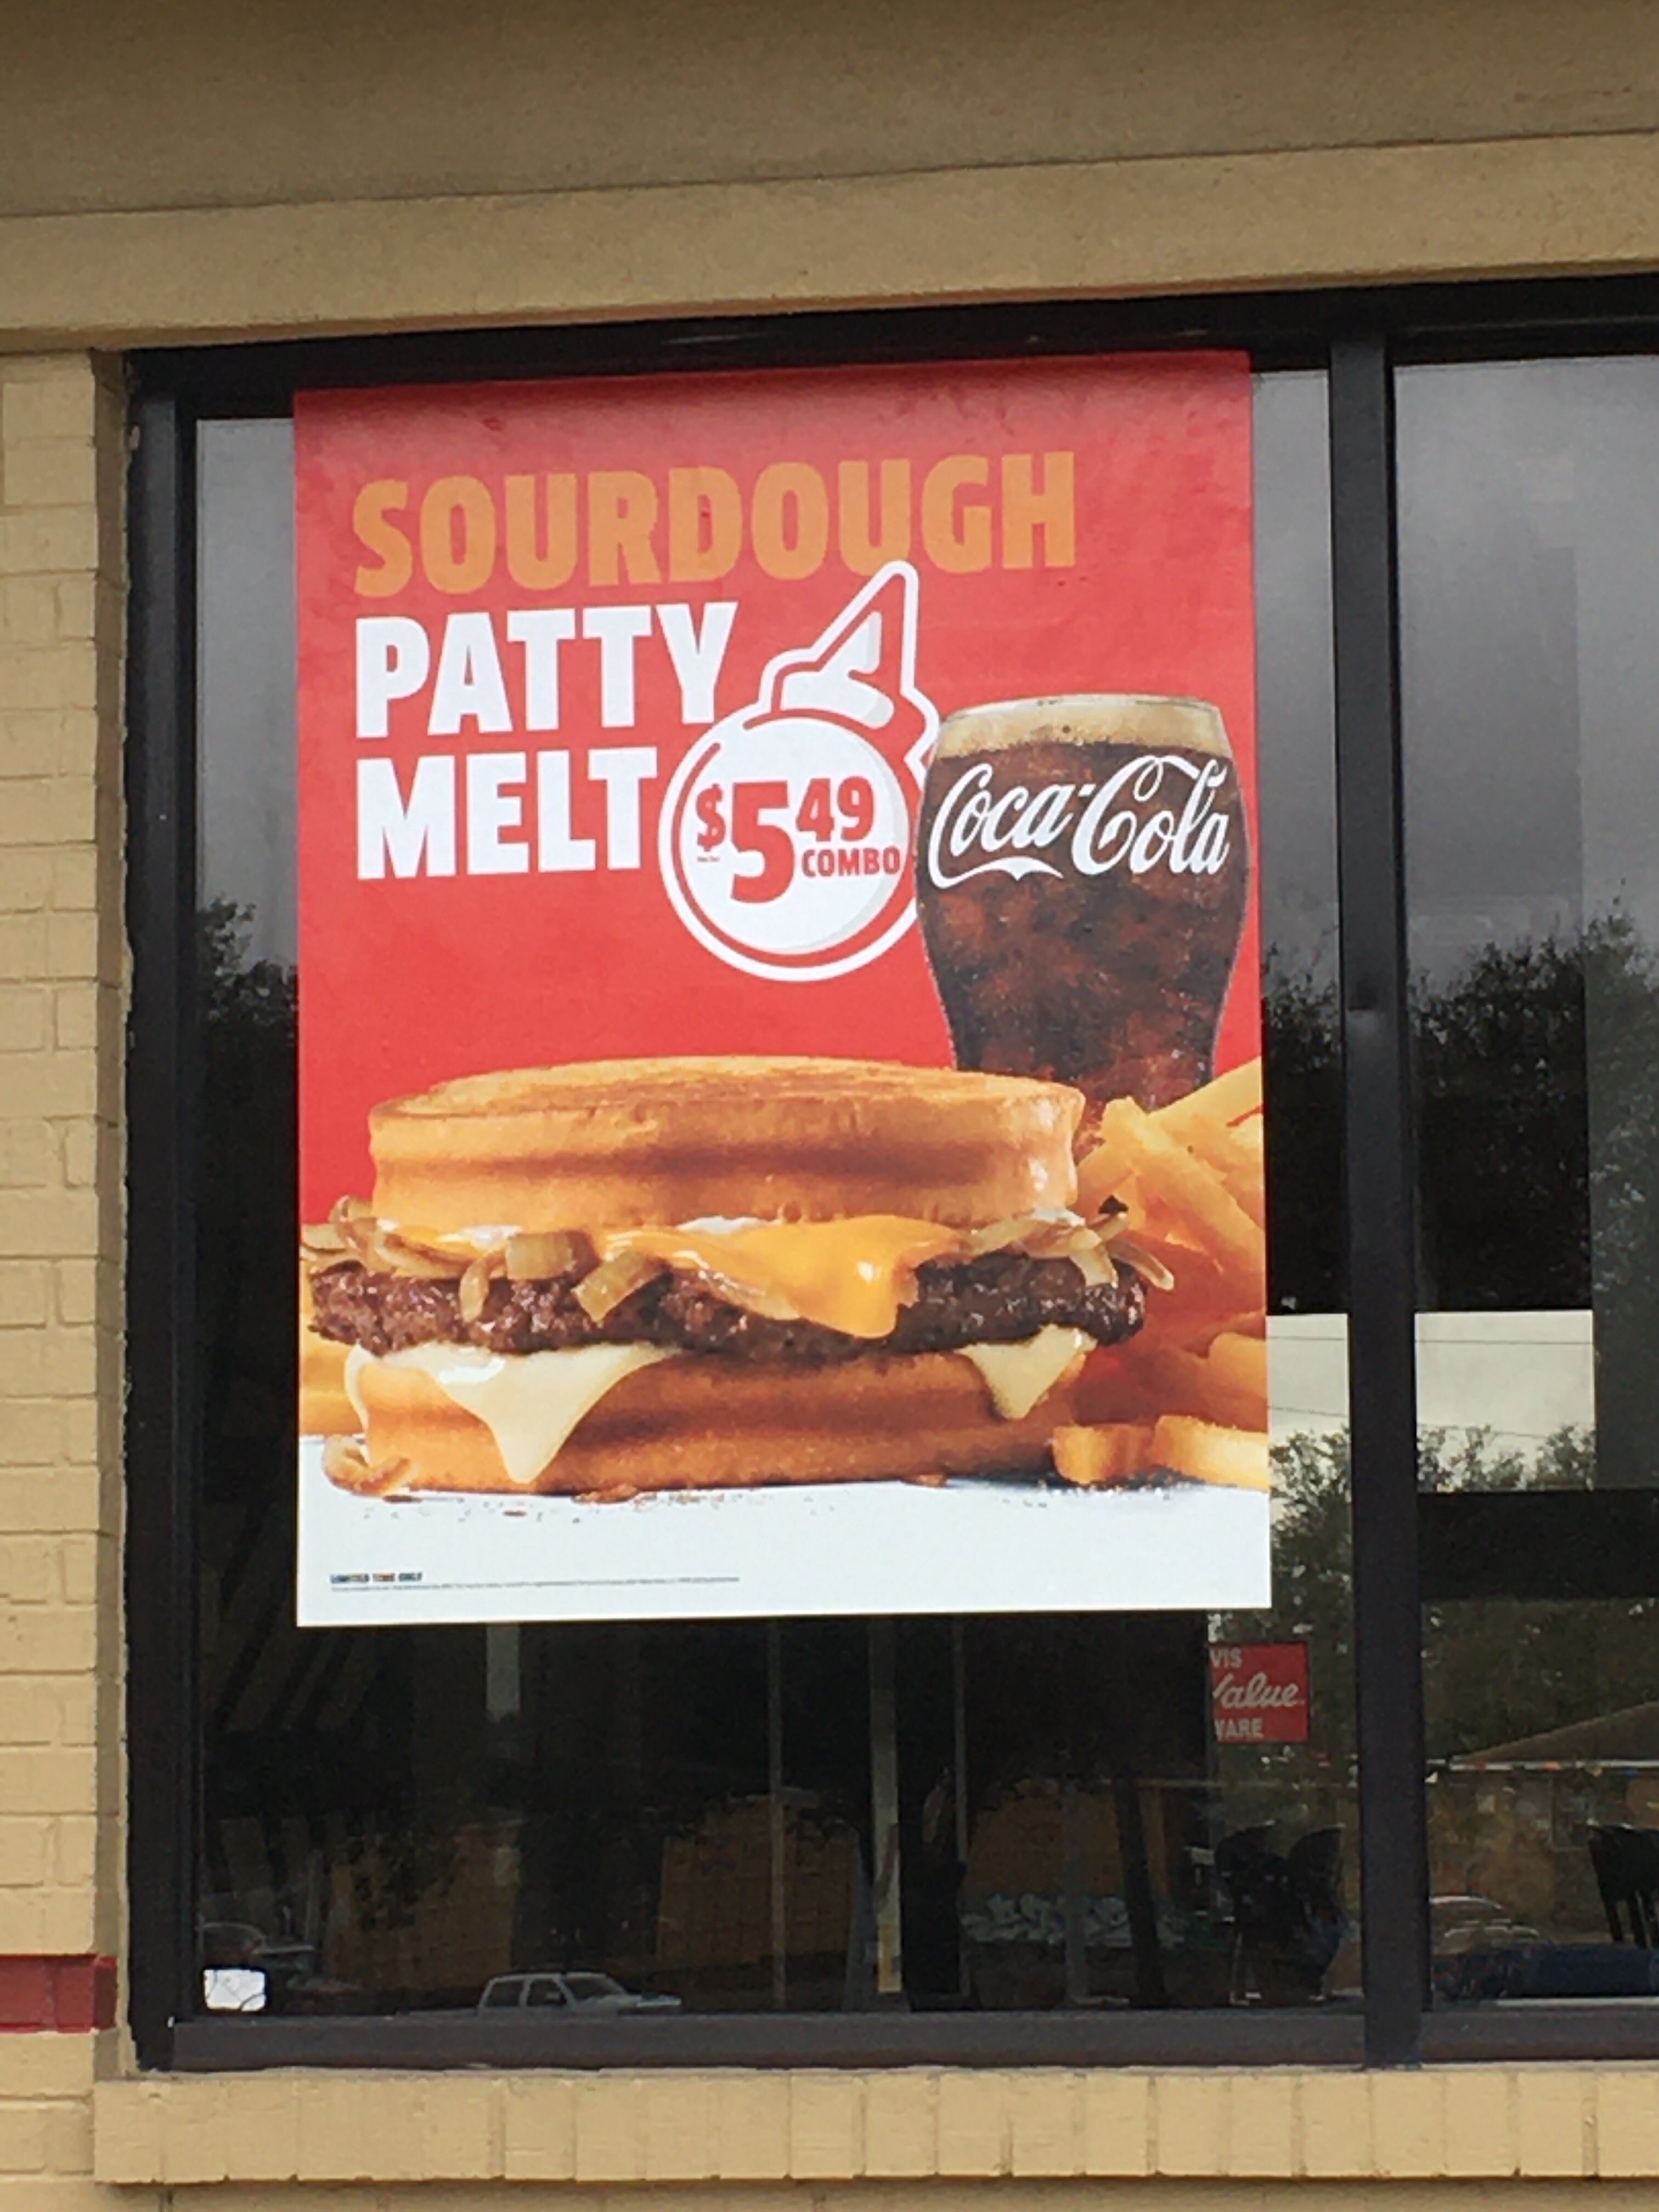 SOURDOUGH
PATTY
MELT
$5 49
COMBO
Coca-Cola
LIMITED TIME ONLY
VIS
Value
WARE